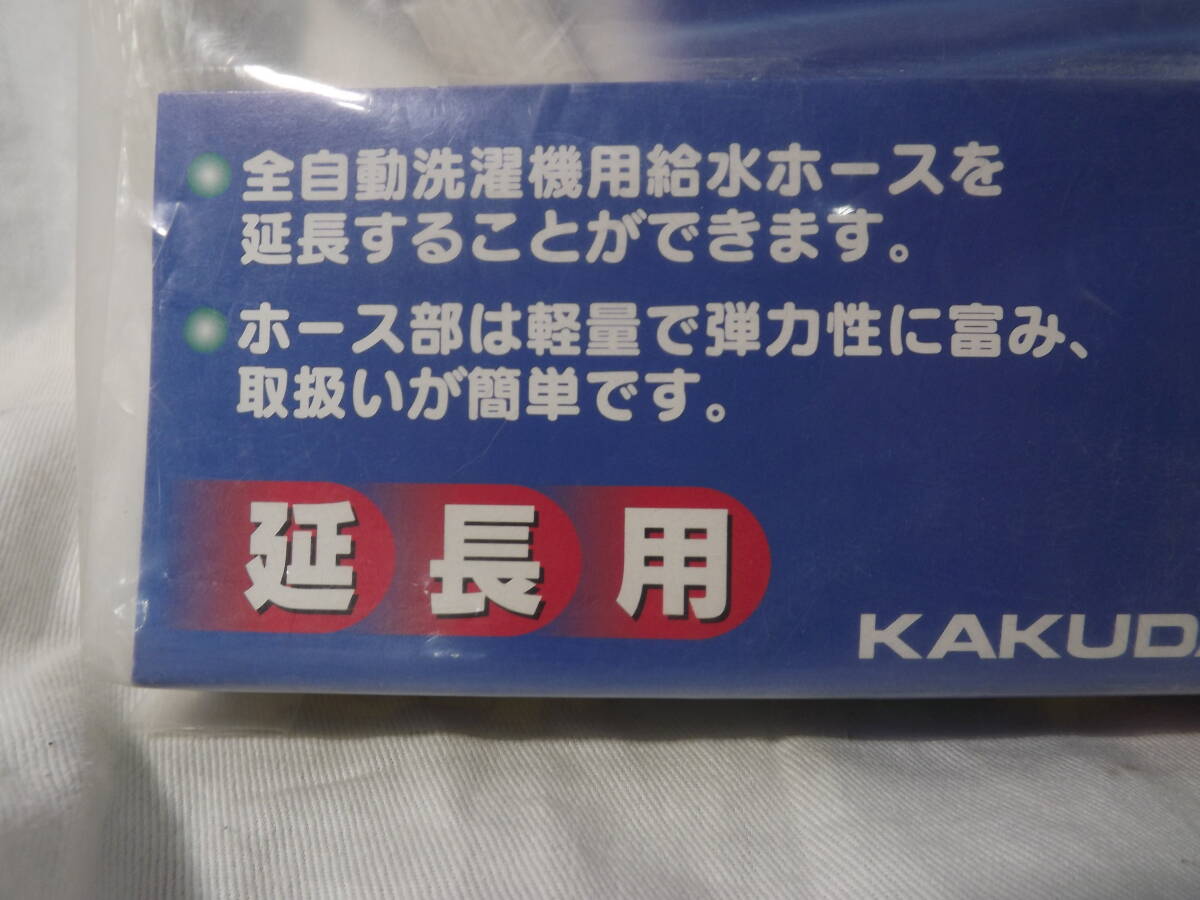 全自動洗濯機用給水ホースを
延長することができます。
ホース部は軽量で弾力性に富み、
取扱いが簡単です。
延長用
KAKUDA